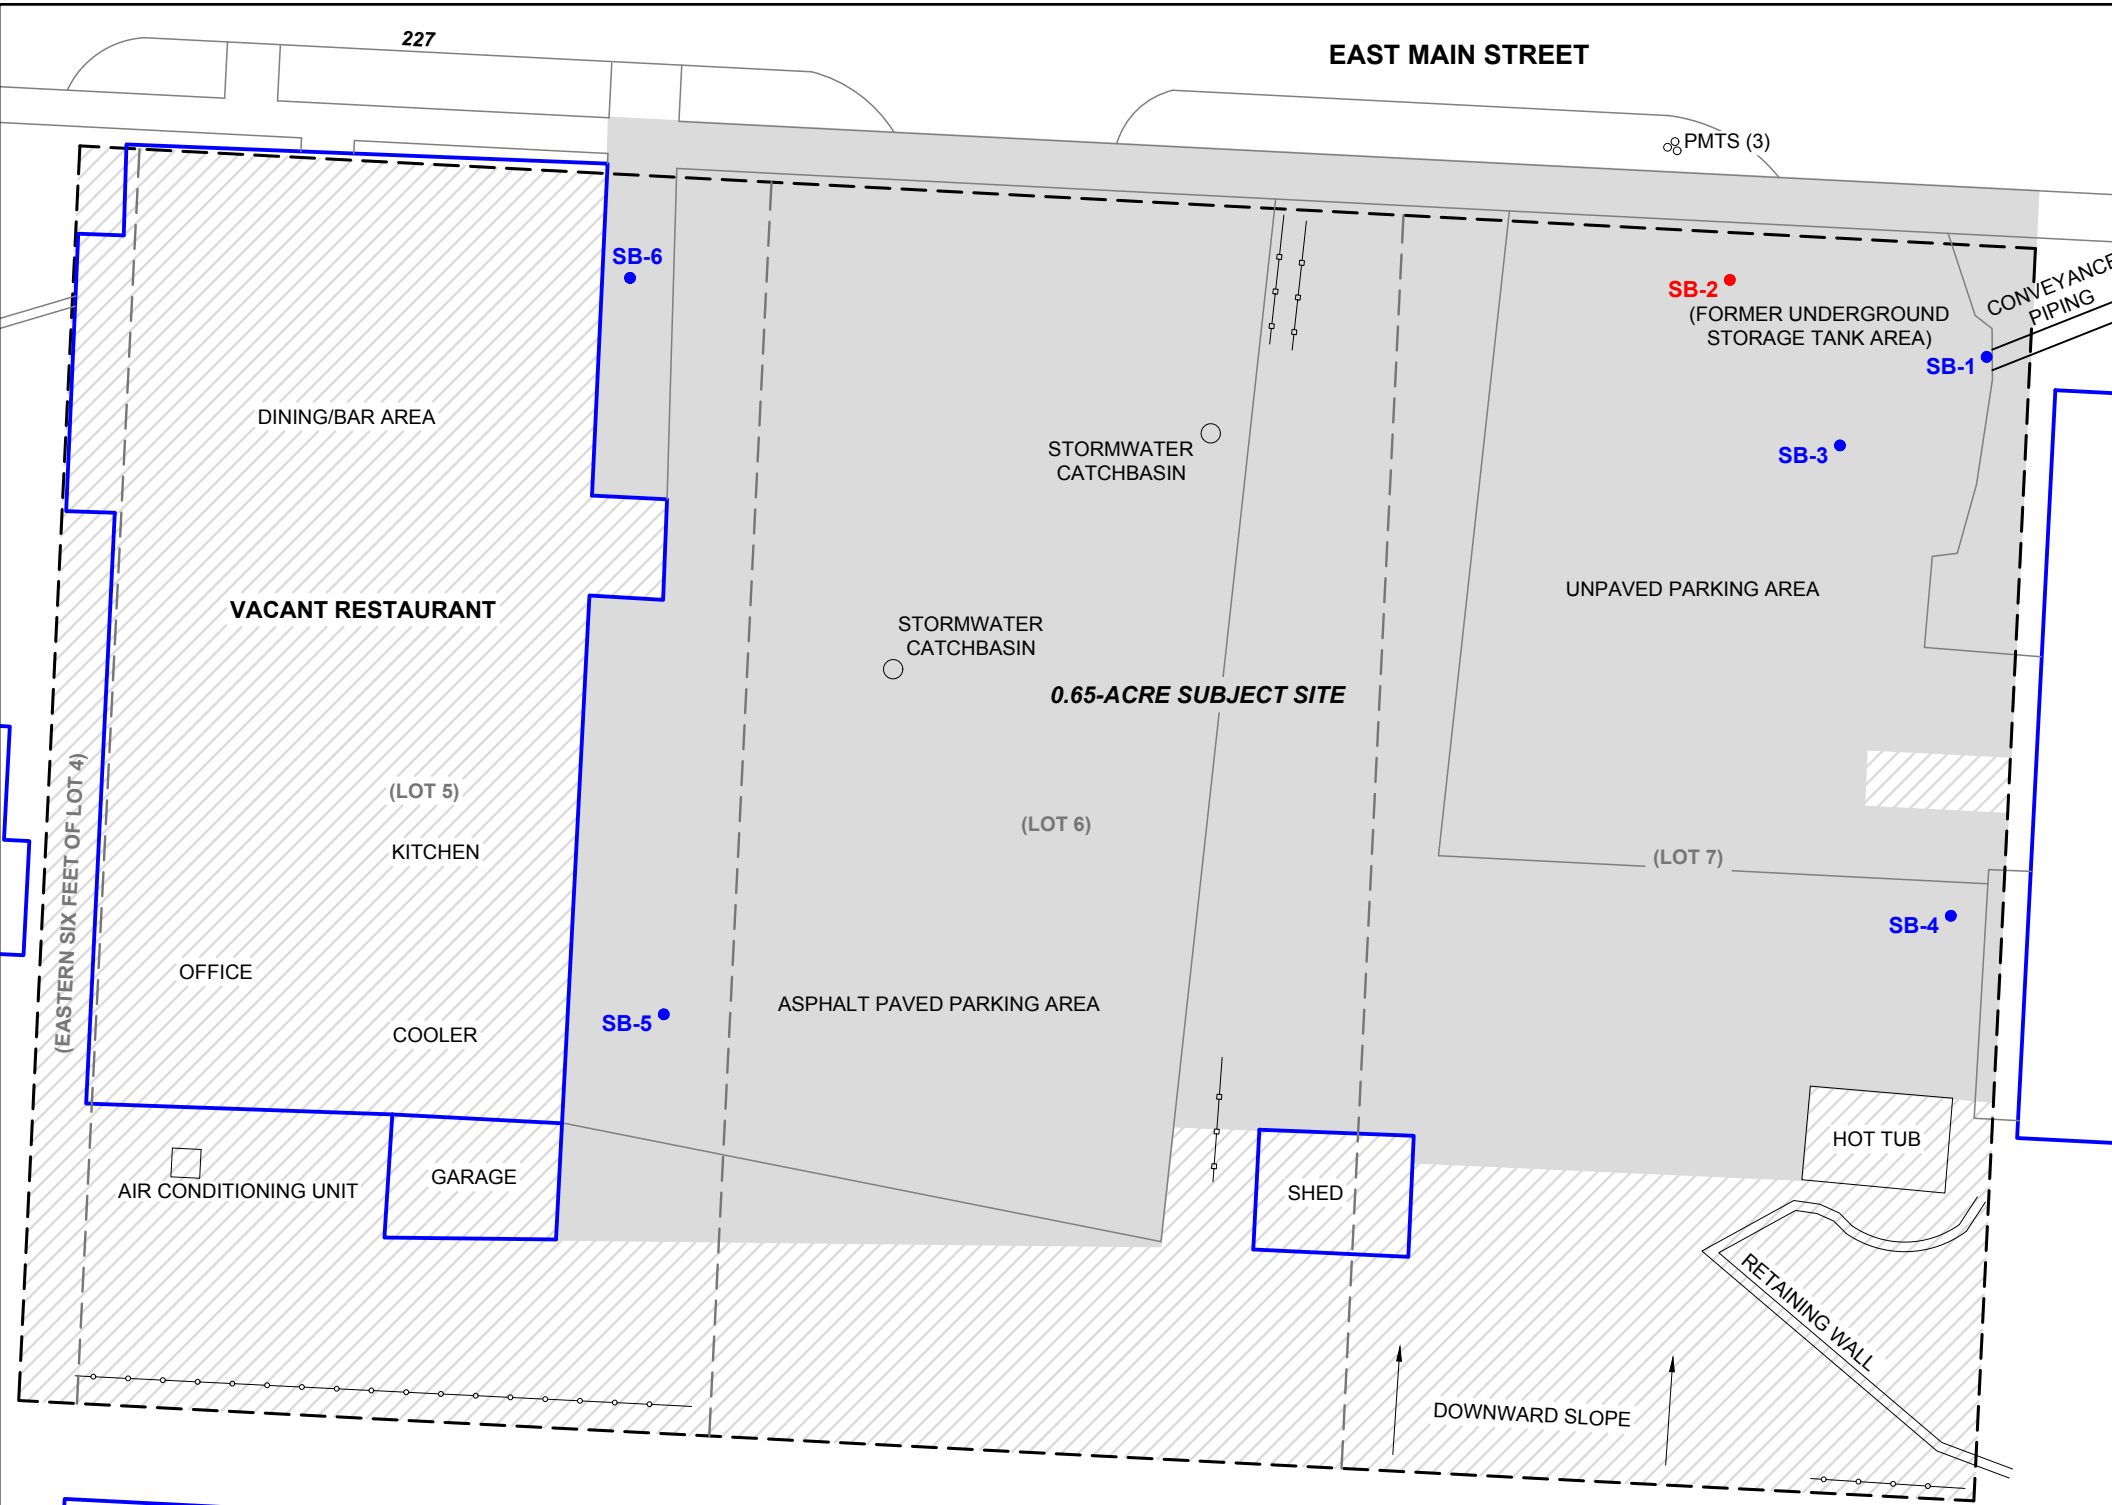 227
EAST MAIN STREET
PMTS (3)
SB-6
SB-2
(FORMER UNDERGROUND
STORAGE TANK AREA)
CONVEYANCE
PIPING
SB-1
DINING/BAR AREA
STORMWATER
CATCHBASIN
SB-3
UNPAVED PARKING AREA
VACANT RESTAURANT
STORMWATER
CATCHBASIN
0.65-ACRE SUBJECT SITE
(EASTERN SIX FEET OF LOT 4)
(LOT 5)
(LOT 6)
KITCHEN
(LOT 7)
SB-4
OFFICE
ASPHALT PAVED PARKING AREA
SB-5
COOLER
HOT TUB
GARAGE
AIR CONDITIONING UNIT
SHED
RETAINING WALL
DOWNWARD SLOPE